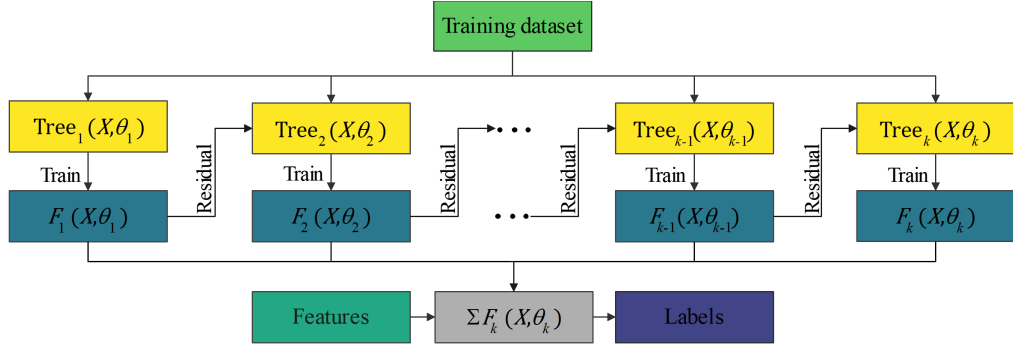 Training dataset
Tree₁(X,θ₁)
Tree₂(X,θ₂)
• • •
Treeₖ₋₁(X,θₖ₋₁)
Treeₖ(X,θₖ)
Train
Residual
Train
Residual
Residual
Train
Residual
Train
F₁(X,θ₁)
F₂(X,θ₂)
• • •
Fₖ₋₁(X,θₖ₋₁)
Fₖ(X,θₖ)
Features
ΣFₖ(X,θₖ)
Labels